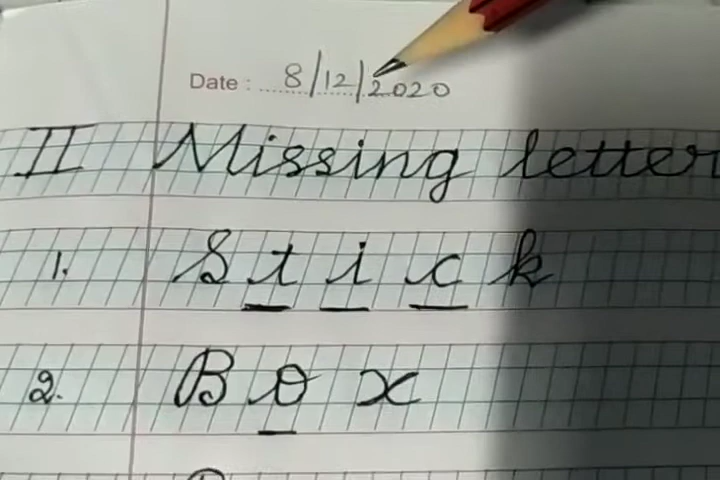 Date : 8/12/2020
II Missing letter
1. Stick
2. Box